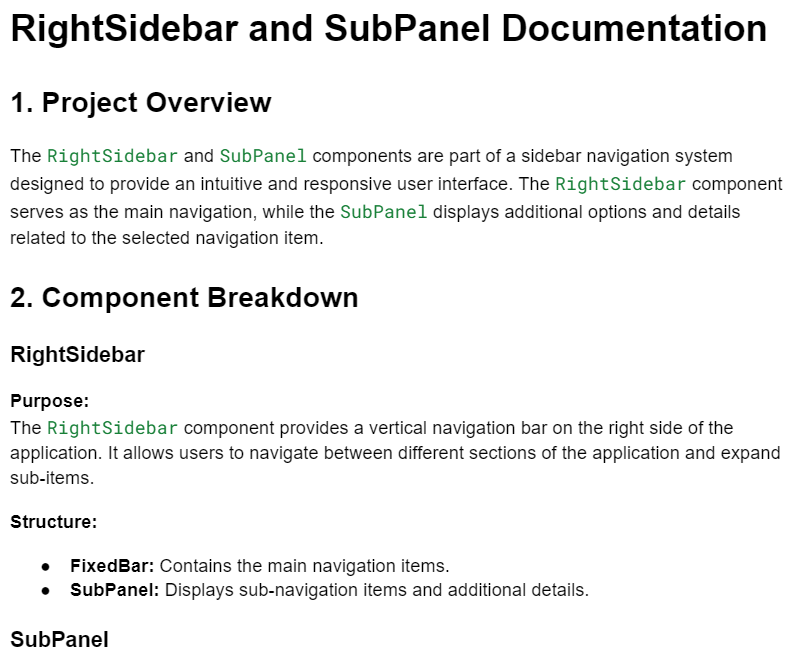 RightSidebar and SubPanel Documentation
1. Project Overview
The RightSidebar and SubPanel components are part of a sidebar navigation system
designed to provide an intuitive and responsive user interface. The RightSidebar component
serves as the main navigation, while the SubPanel displays additional options and details
related to the selected navigation item.
2. Component Breakdown
RightSidebar
Purpose:
The RightSidebar component provides a vertical navigation bar on the right side of the
application. It allows users to navigate between different sections of the application and expand
sub-items.
Structure:
● FixedBar: Contains the main navigation items.
● SubPanel: Displays sub-navigation items and additional details.
SubPanel